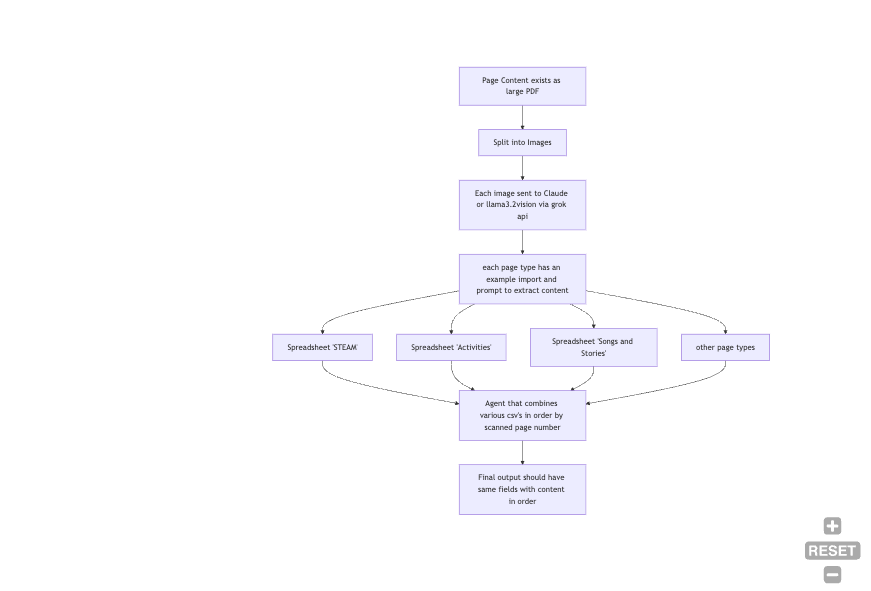 Page Content exists as
large PDF
Split into Images
Each image sent to Claude
or llama3.2vision via grok
api
each page type has an
example import and
prompt to extract content
Spreadsheet 'STEAM'
Spreadsheet 'Activities'
Spreadsheet 'Songs and
Stories'
other page types
Agent that combines
various csv's in order by
scanned page number
Final output should have
same fields with content
in order
RESET